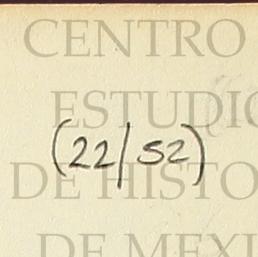 CENTRO
ESTUDIO
(22/52)
DE HISTO
DE MEXI